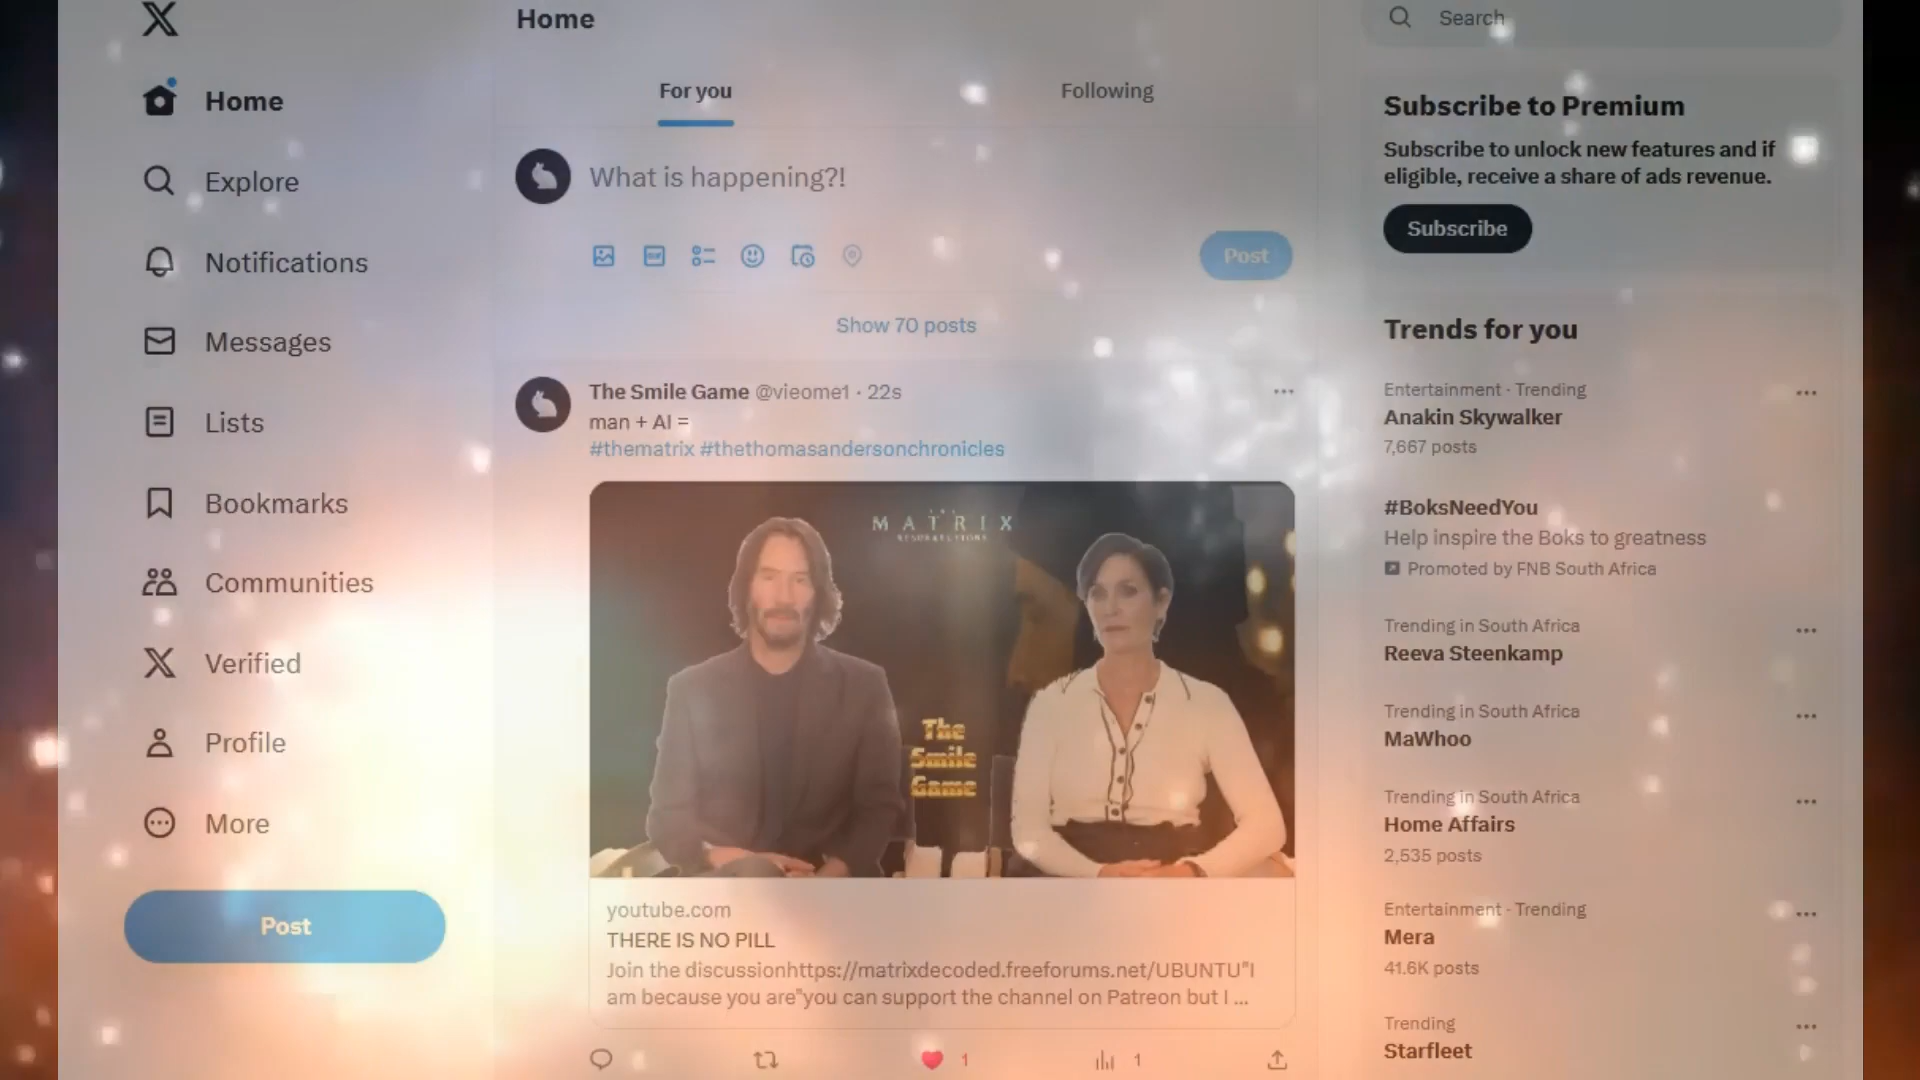 Home
Explore
Notifications
Messages
Lists
Bookmarks
Communities
Verified
Profile
More
Post
Home
For you
Following
What is happening?!
Post
Show 70 posts
The Smile Game @vieome1 · 22s
man + AI =
#thematrix #thethomasandersonchronicles
THE
MATRIX
RESURRECTIONS
The
Smile
Game
youtube.com
THERE IS NO PILL
Join the discussionhttps://matrixdecoded.freeforums.net/UBUNTU"I
am because you are"you can support the channel on Patreon but I ...
1
1
Search
Subscribe to Premium
Subscribe to unlock new features and if
eligible, receive a share of ads revenue.
Subscribe
Trends for you
Entertainment · Trending
Anakin Skywalker
7,667 posts
#BoksNeedYou
Help inspire the Boks to greatness
Promoted by FNB South Africa
Trending in South Africa
Reeva Steenkamp
Trending in South Africa
MaWhoo
Trending in South Africa
Home Affairs
2,535 posts
Entertainment · Trending
Mera
41.6K posts
Trending
Starfleet